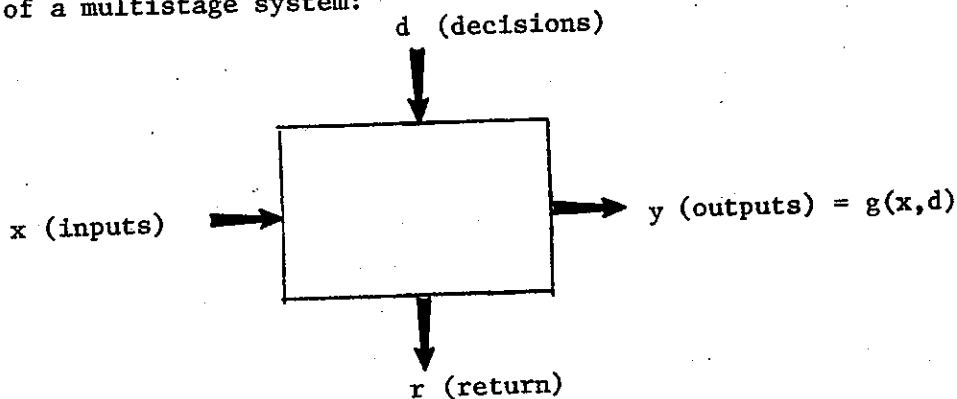 of a multistage system:
d (decisions)
x (inputs)
y (outputs) = g(x,d)
r (return)